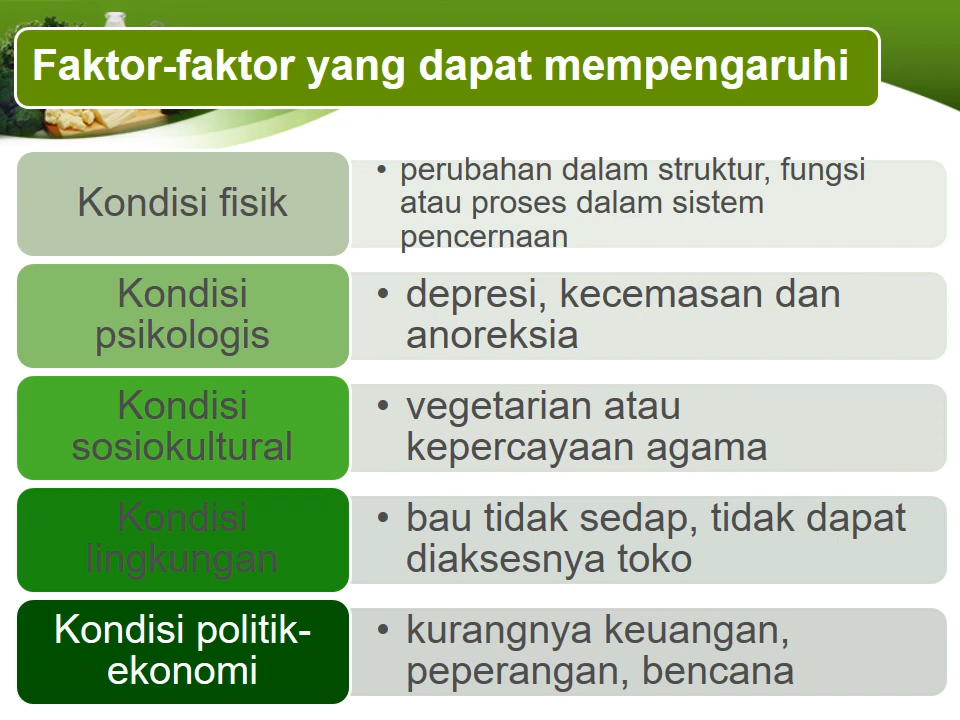 Faktor-faktor yang dapat mempengaruhi
Kondisi fisik
• perubahan dalam struktur, fungsi
atau proses dalam sistem
pencernaan
Kondisi
psikologis
• depresi, kecemasan dan
anoreksia
Kondisi
sosiokultural
• vegetarian atau
kepercayaan agama
Kondisi
lingkungan
• bau tidak sedap, tidak dapat
diaksesnya toko
Kondisi politik-
ekonomi
• kurangnya keuangan,
peperangan, bencana